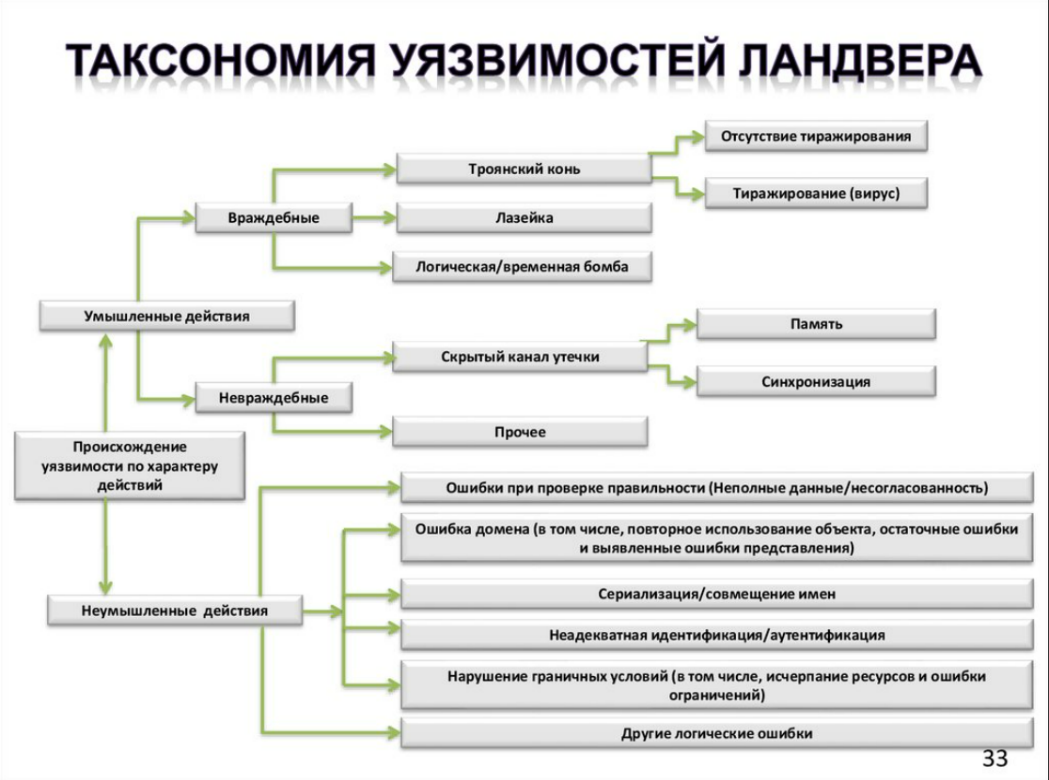 ТАКСОНОМИЯ УЯЗВИМОСТЕЙ ЛАНДВЕРА
Отсутствие тиражирования
Троянский конь
Тиражирование (вирус)
Враждебные
Лазейка
Логическая/временная бомба
Умышленные действия
Память
Скрытый канал утечки
Синхронизация
Невраждебные
Прочее
Происхождение
уязвимости по характеру
действий
Ошибки при проверке правильности (Неполные данные/несогласованность)
Ошибка домена (в том числе, повторное использование объекта, остаточные ошибки
и выявленные ошибки представления)
Сериализация/совмещение имен
Неумышленные действия
Неадекватная идентификация/аутентификация
Нарушение граничных условий (в том числе, исчерпание ресурсов и ошибки
ограничений)
Другие логические ошибки
33